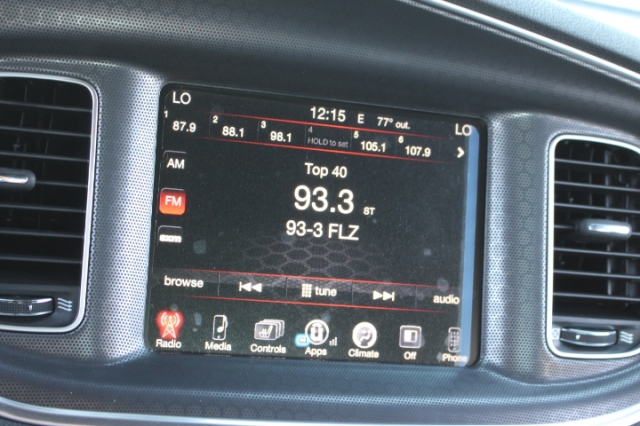 LO 12:15 E 77° out. LO
1 87.9 2 88.1 3 98.1 4 HOLD to set 5 105.1 6 107.9
AM
Top 40
FM
93.3 ST
93-3 FLZ
browse tune audio
Radio Media Controls Apps Climate Off Phone